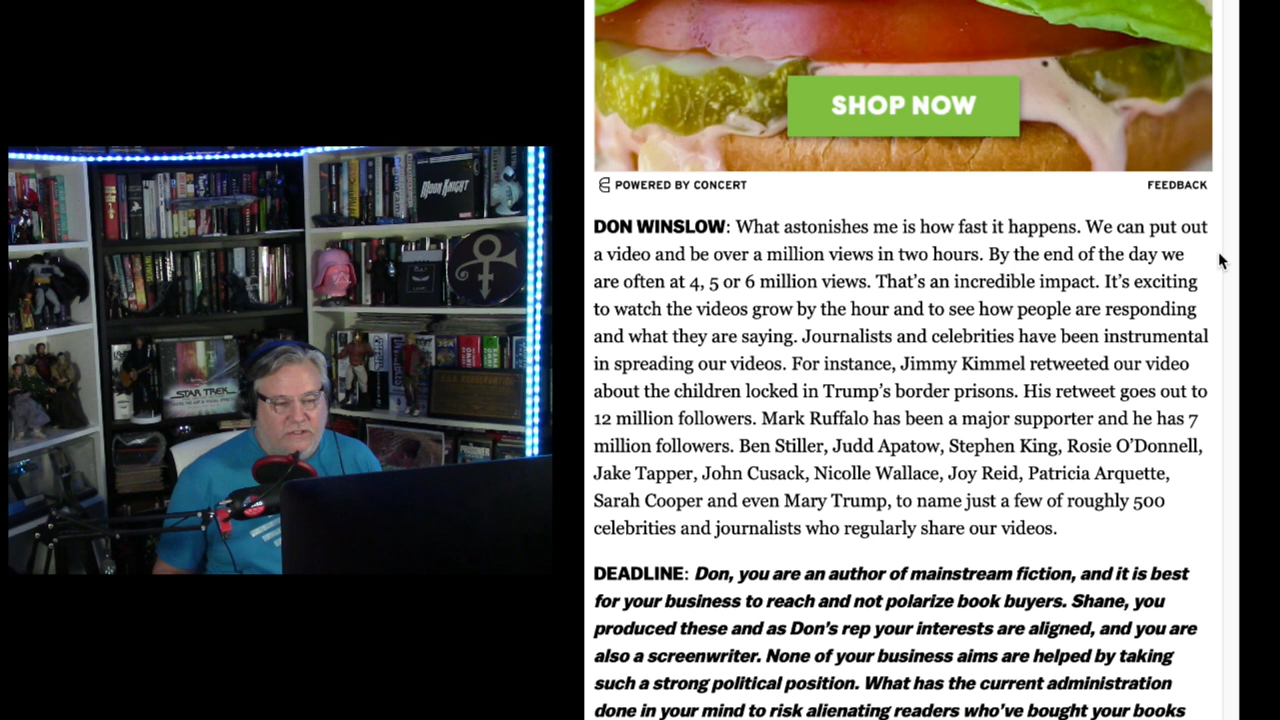 SHOP NOW
POWERED BY CONCERT
FEEDBACK
DON WINSLOW: What astonishes me is how fast it happens. We can put out
a video and be over a million views in two hours. By the end of the day we
are often at 4, 5 or 6 million views. That’s an incredible impact. It’s exciting
to watch the videos grow by the hour and to see how people are responding
and what they are saying. Journalists and celebrities have been instrumental
in spreading our videos. For instance, Jimmy Kimmel retweeted our video
about the children locked in Trump’s border prisons. His retweet goes out to
12 million followers. Mark Ruffalo has been a major supporter and he has 7
million followers. Ben Stiller, Judd Apatow, Stephen King, Rosie O’Donnell,
Jake Tapper, John Cusack, Nicolle Wallace, Joy Reid, Patricia Arquette,
Sarah Cooper and even Mary Trump, to name just a few of roughly 500
celebrities and journalists who regularly share our videos.
DEADLINE: Don, you are an author of mainstream fiction, and it is best
for your business to reach and not polarize book buyers. Shane, you
produced these and as Don’s rep your interests are aligned, and you are
also a screenwriter. None of your business aims are helped by taking
such a strong political position. What has the current administration
done in your mind to risk alienating readers who’ve bought your books
MOON KNIGHT
STAR TREK